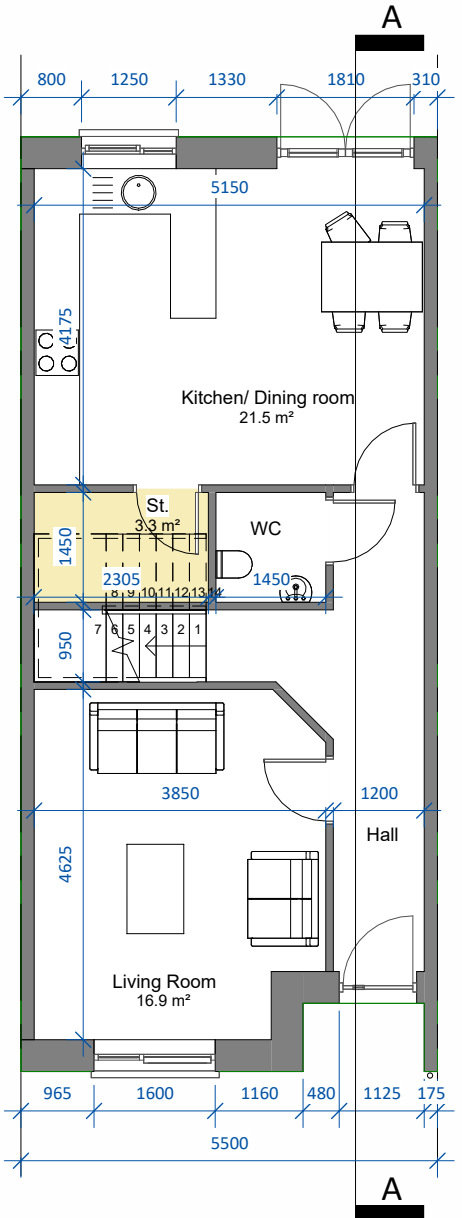 A
800 1250 1330 1810 310
5150
4175
Kitchen/ Dining room
21.5 m²
St.
3.3 m²
WC
1450
2305 1450
8 9 10 11 12 13 14
950
7 6 5 4 3 2 1
3850 1200
Hall
4625
Living Room
16.9 m²
965 1600 1160 480 1125 175
5500
A